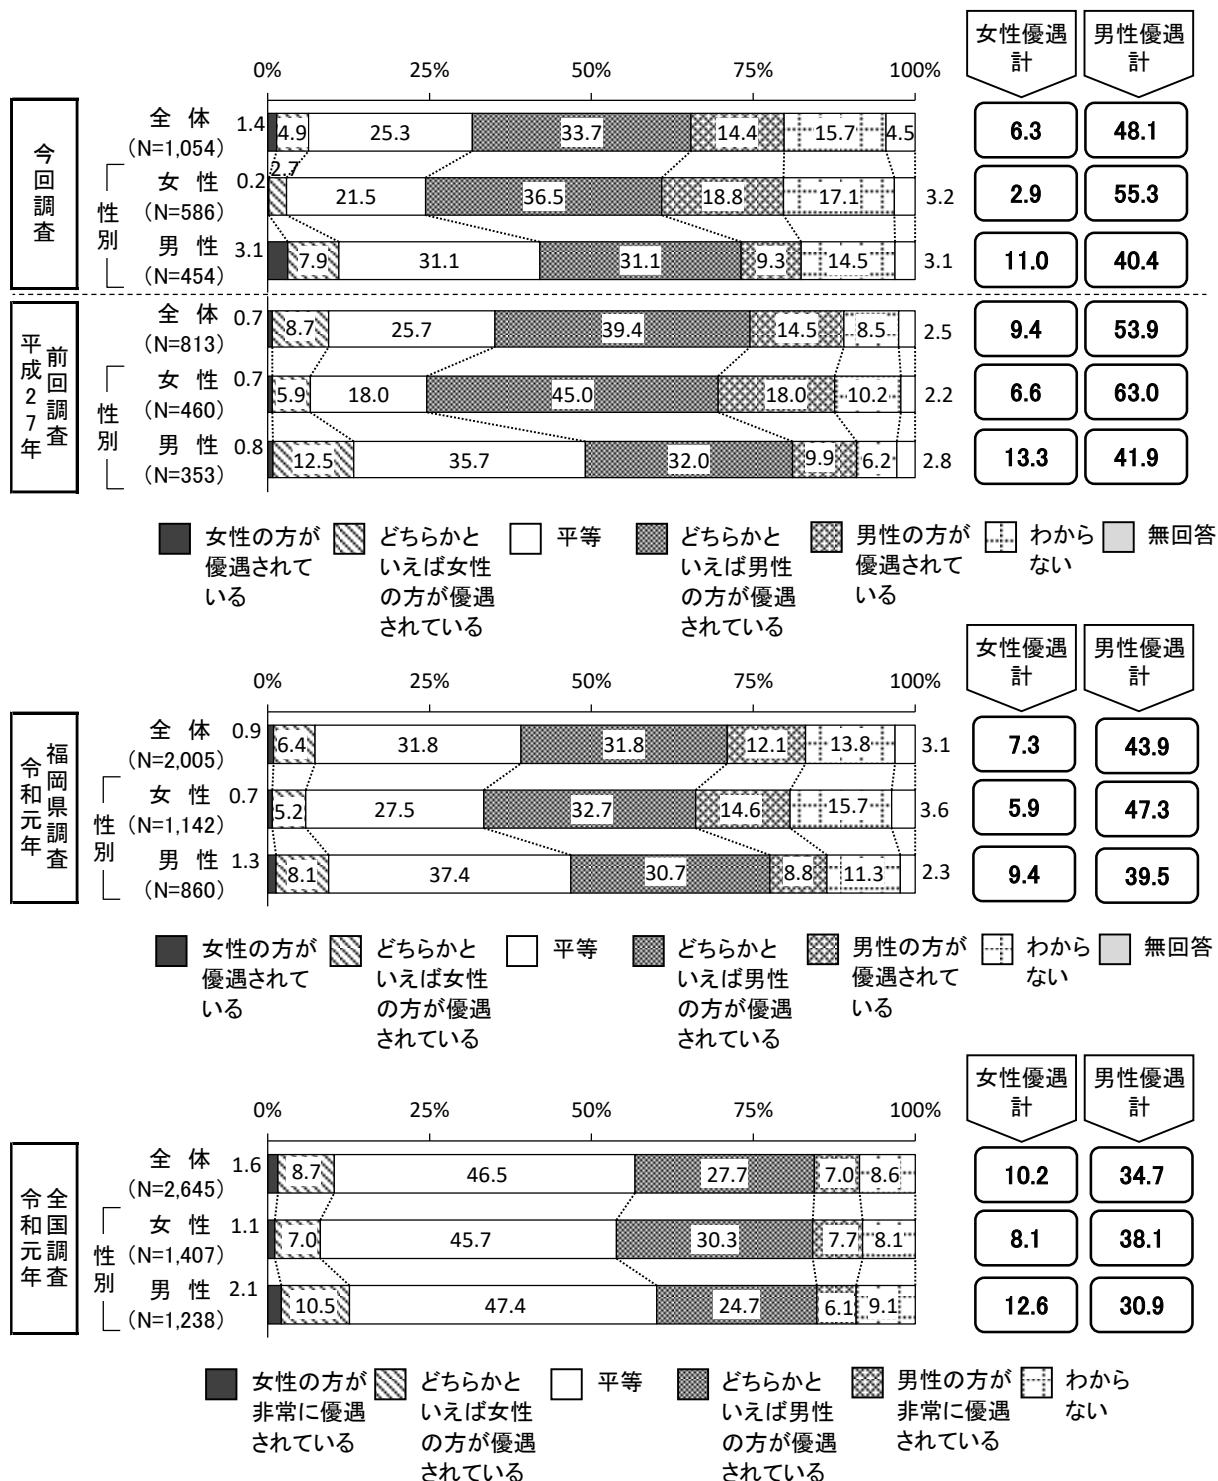 女性優遇 男性優遇
計 計
0% 25% 50% 75% 100%
今回調査
全 体
(N=1,054)
1.4 4.9 25.3 33.7 14.4 15.7 4.5 6.3 48.1
性別
女 性
(N=586)
0.2 2.7 21.5 36.5 18.8 17.1 3.2 2.9 55.3
男 性
(N=454)
3.1 7.9 31.1 31.1 9.3 14.5 3.1 11.0 40.4
前回調査
平成27年
全 体
(N=813)
0.7 8.7 25.7 39.4 14.5 8.5 2.5 9.4 53.9
性別
女 性
(N=460)
0.7 5.9 18.0 45.0 18.0 10.2 2.2 6.6 63.0
男 性
(N=353)
0.8 12.5 35.7 32.0 9.9 6.2 2.8 13.3 41.9
女性の方が
優遇されて
いる
どちらかと
いえば女性
の方が優遇
されている
平等
どちらかと
いえば男性
の方が優遇
されている
男性の方が
優遇されて
いる
わから
ない
無回答
女性優遇 男性優遇
計 計
0% 25% 50% 75% 100%
福岡県調査
令和元年
全 体
(N=2,005)
0.9 6.4 31.8 31.8 12.1 13.8 3.1 7.3 43.9
性別
女 性
(N=1,142)
0.7 5.2 27.5 32.7 14.6 15.7 3.6 5.9 47.3
男 性
(N=860)
1.3 8.1 37.4 30.7 8.8 11.3 2.3 9.4 39.5
女性の方が
優遇されて
いる
どちらかと
いえば女性
の方が優遇
されている
平等
どちらかと
いえば男性
の方が優遇
されている
男性の方が
優遇されて
いる
わから
ない
無回答
女性優遇 男性優遇
計 計
0% 25% 50% 75% 100%
全国調査
令和元年
全 体
(N=2,645)
1.6 8.7 46.5 27.7 7.0 8.6 10.2 34.7
性別
女 性
(N=1,407)
1.1 7.0 45.7 30.3 7.7 8.1 8.1 38.1
男 性
(N=1,238)
2.1 10.5 47.4 24.7 6.1 9.1 12.6 30.9
女性の方が
非常に優遇
されている
どちらかと
いえば女性
の方が優遇
されている
平等
どちらかと
いえば男性
の方が優遇
されている
男性の方が
非常に優遇
されている
わから
ない